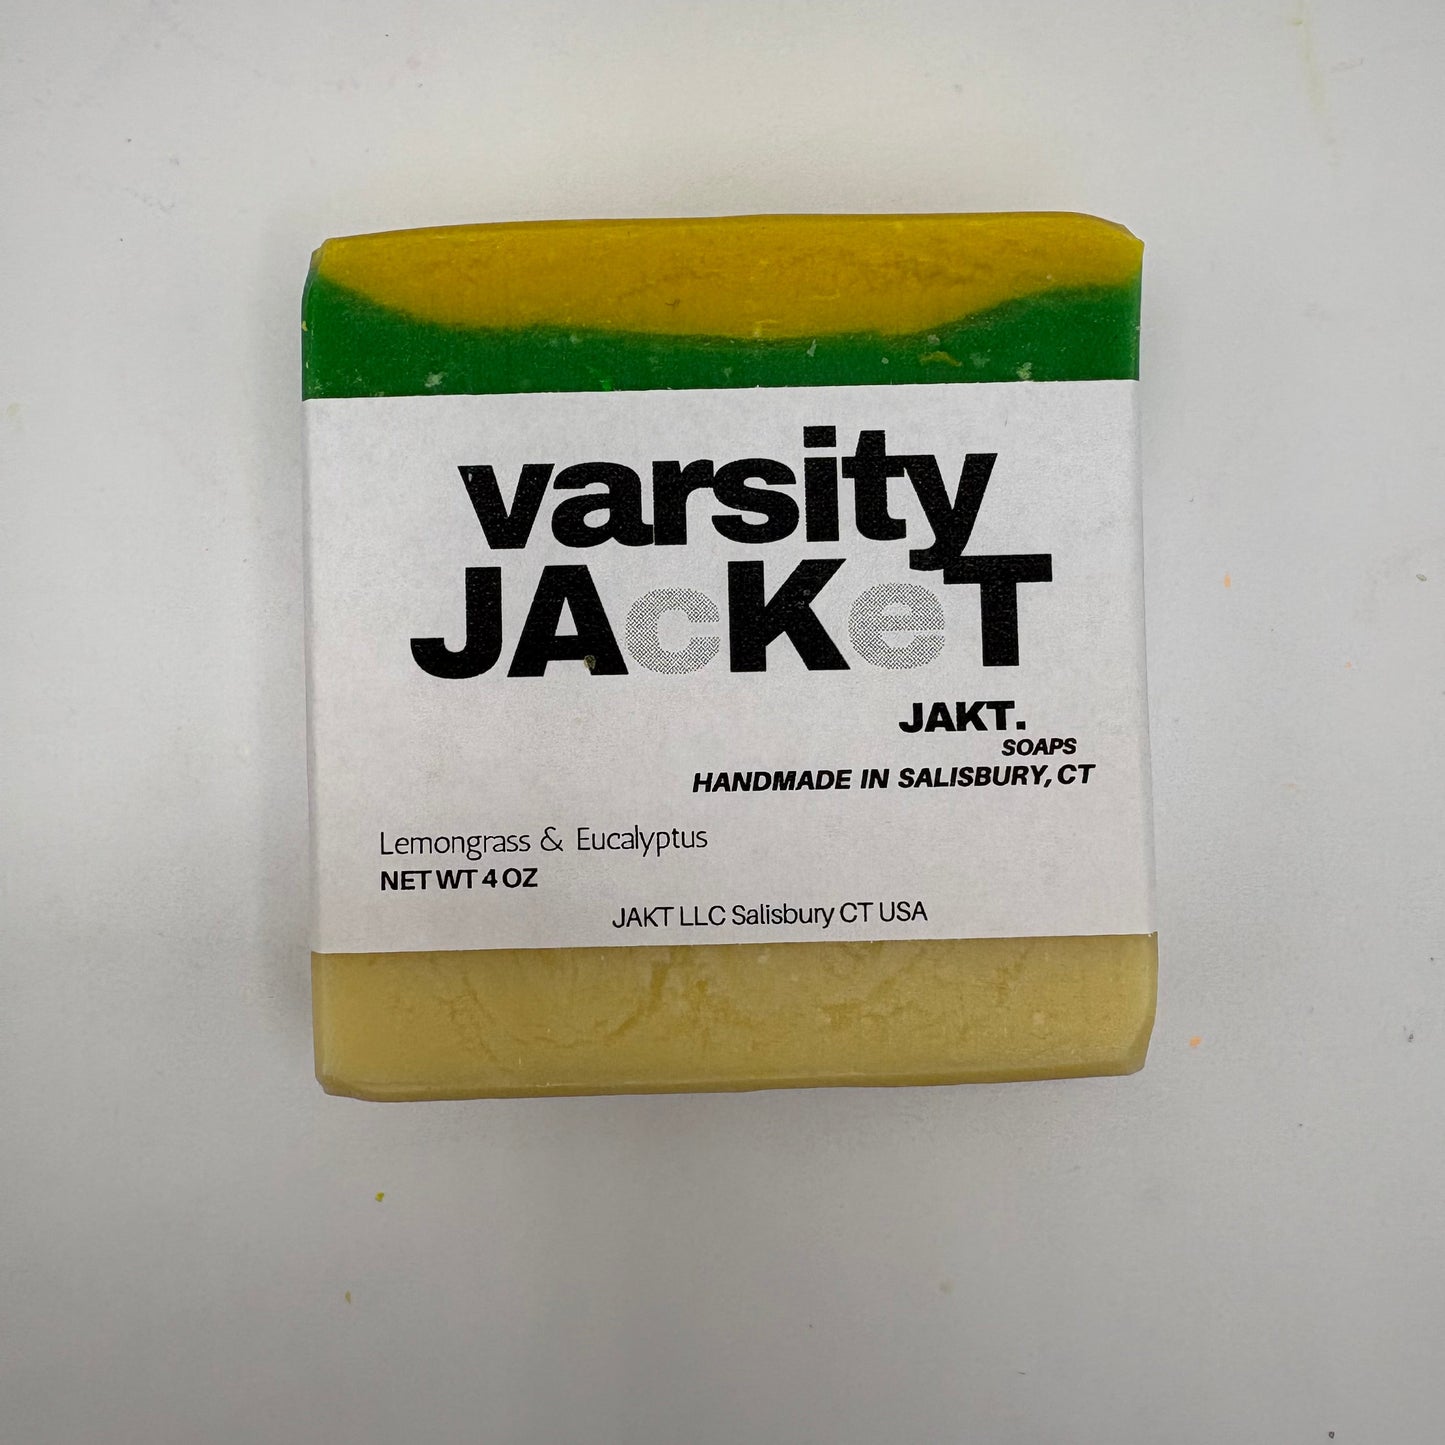 varsity
JAcKeT
JAKT.
SOAPS
HANDMADE IN SALISBURY, CT
Lemongrass & Eucalyptus
NET WT 4 OZ
JAKT LLC Salisbury CT USA